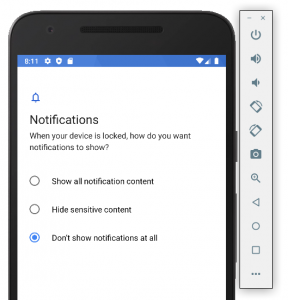 8:11
Notifications
When your device is locked, how do you want
notifications to show?
Show all notification content
Hide sensitive content
Don't show notifications at all